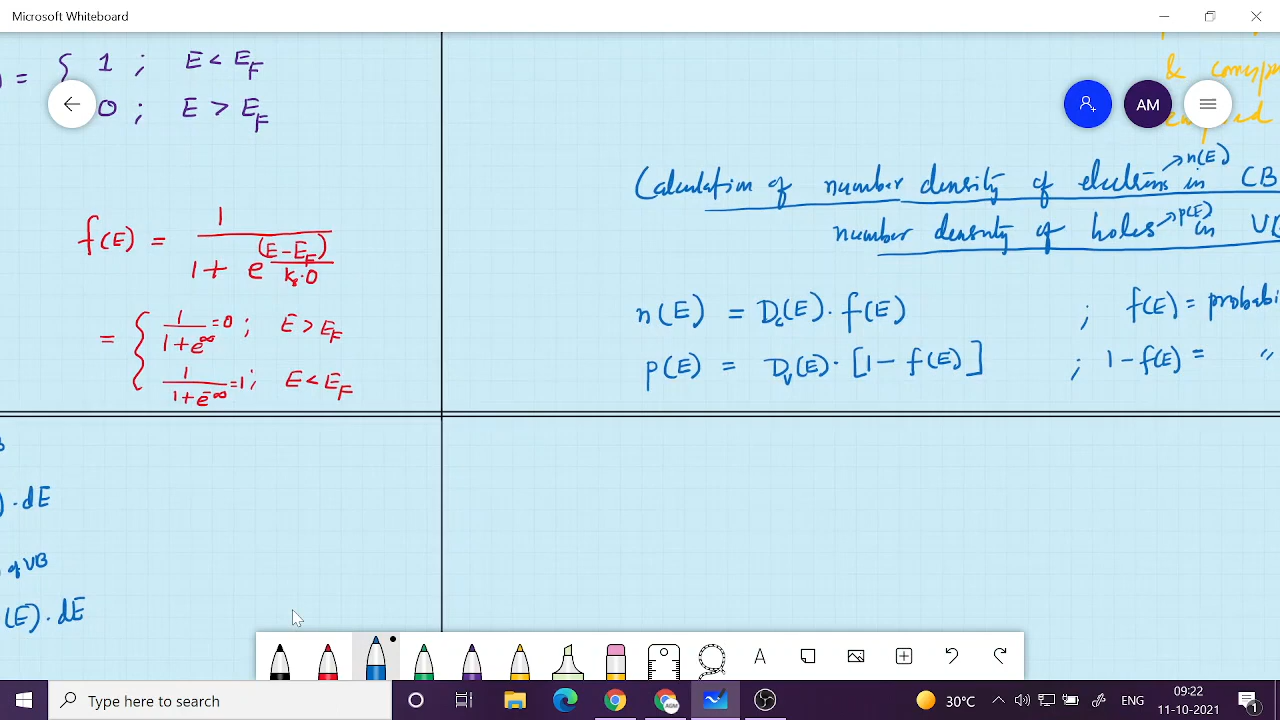 Microsoft Whiteboard
) = { 1 ; E < E_F
0 ; E > E_F
f(E) = 1 / (1 + e^((E - E_F)/(k_B·0)))
= { 1/(1+e^∞) = 0 ; E > E_F
1/(1+e^-∞) = 1 ; E < E_F
). dE
of VB
(E). dE
&
AM
Calculation of number density of electrons → n(E) in CB
number density of holes → p(E) in
n(E) = D_c(E). f(E) ; f(E) = probabi
p(E) = D_v(E). [1 - f(E)] ; 1 - f(E) = "
A
Type here to search
AGM
30°C
ENG
09:22
11-10-2021
1